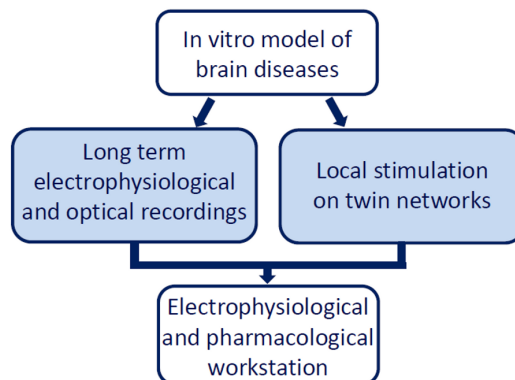 In vitro model of
brain diseases
Long term
electrophysiological
and optical recordings
Local stimulation
on twin networks
Electrophysiological
and pharmacological
workstation